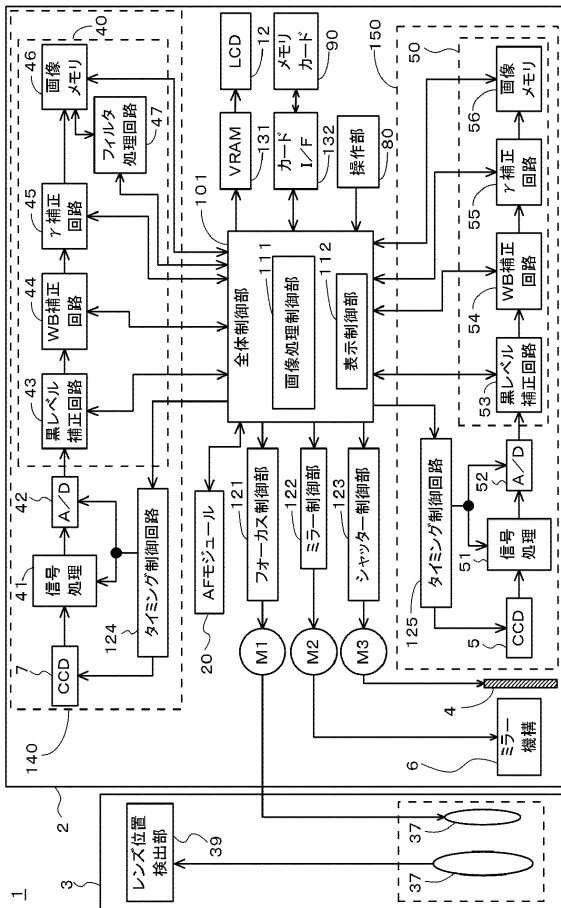 1
3
2
レンズ位置
検出部
39
37
37
140
7
CCD
41
信号
処理
42
A/D
タイミング制御回路
124
40
43
黒レベル
補正回路
44
WB補正
回路
45
γ補正
回路
46
画像
メモリ
フィルタ
処理回路
47
20
AFモジュール
121
フォーカス制御部
M1
122
ミラー制御部
M2
123
シャッター制御部
M3
101
全体制御部
111
画像処理制御部
112
表示制御部
VRAM
131
LCD
12
カード
I/F
132
メモリ
カード
90
操作部
80
150
6
ミラー
機構
4
5
CCD
125
タイミング制御回路
51
信号
処理
52
A/D
50
53
黒レベル
補正回路
54
WB補正
回路
55
γ補正
回路
56
画像
メモリ